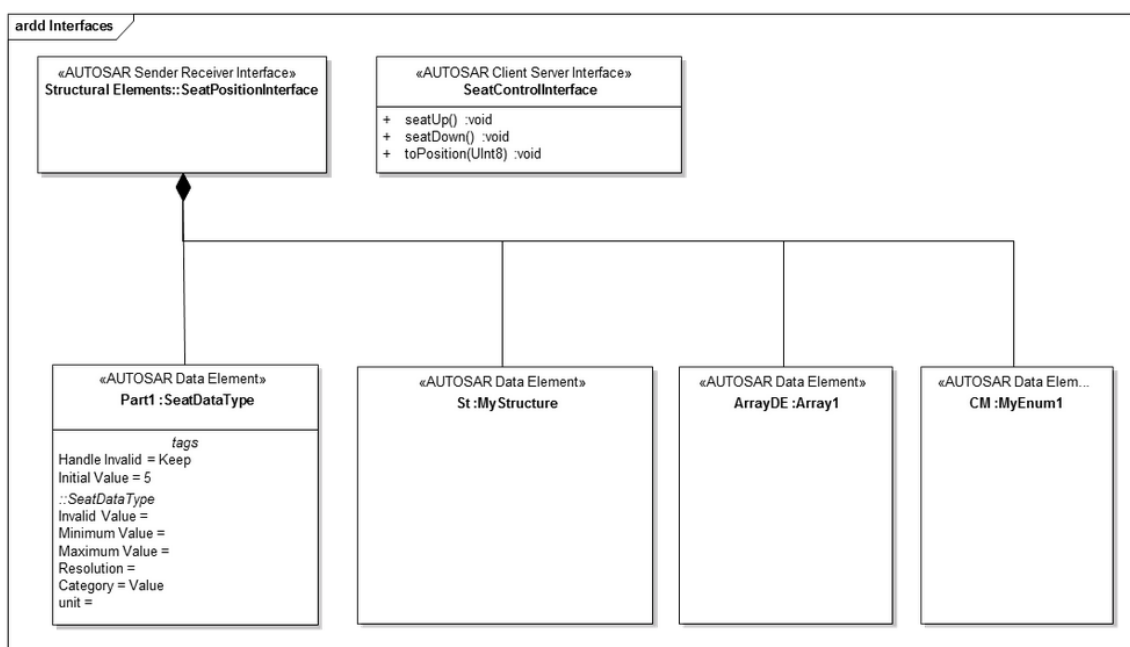 ardd Interfaces
«AUTOSAR Sender Receiver Interface»
Structural Elements::SeatPositionInterface
«AUTOSAR Client Server Interface»
SeatControlInterface
+ seatUp() :void
+ seatDown() :void
+ toPosition(UInt8) :void
«AUTOSAR Data Element»
Part1 :SeatDataType
tags
Handle Invalid = Keep
Initial Value = 5
::SeatDataType
Invalid Value =
Minimum Value =
Maximum Value =
Resolution =
Category = Value
unit =
«AUTOSAR Data Element»
St :MyStructure
«AUTOSAR Data Element»
ArrayDE :Array1
«AUTOSAR Data Elem...
CM :MyEnum1